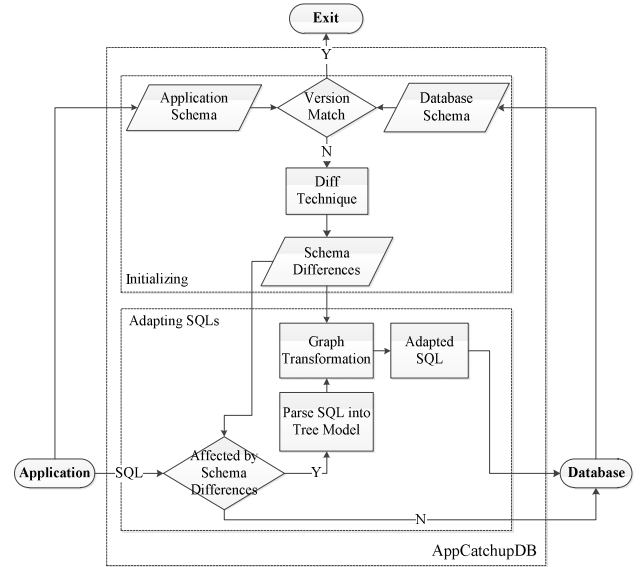 Exit
Y
Application
Schema
Version
Match
Database
Schema
N
Diff
Technique
Schema
Differences
Initializing
Adapting SQLs
Graph
Transformation
Adapted
SQL
Parse SQL into
Tree Model
Application
SQL
Affected by
Schema
Differences
Y
Database
N
AppCatchupDB